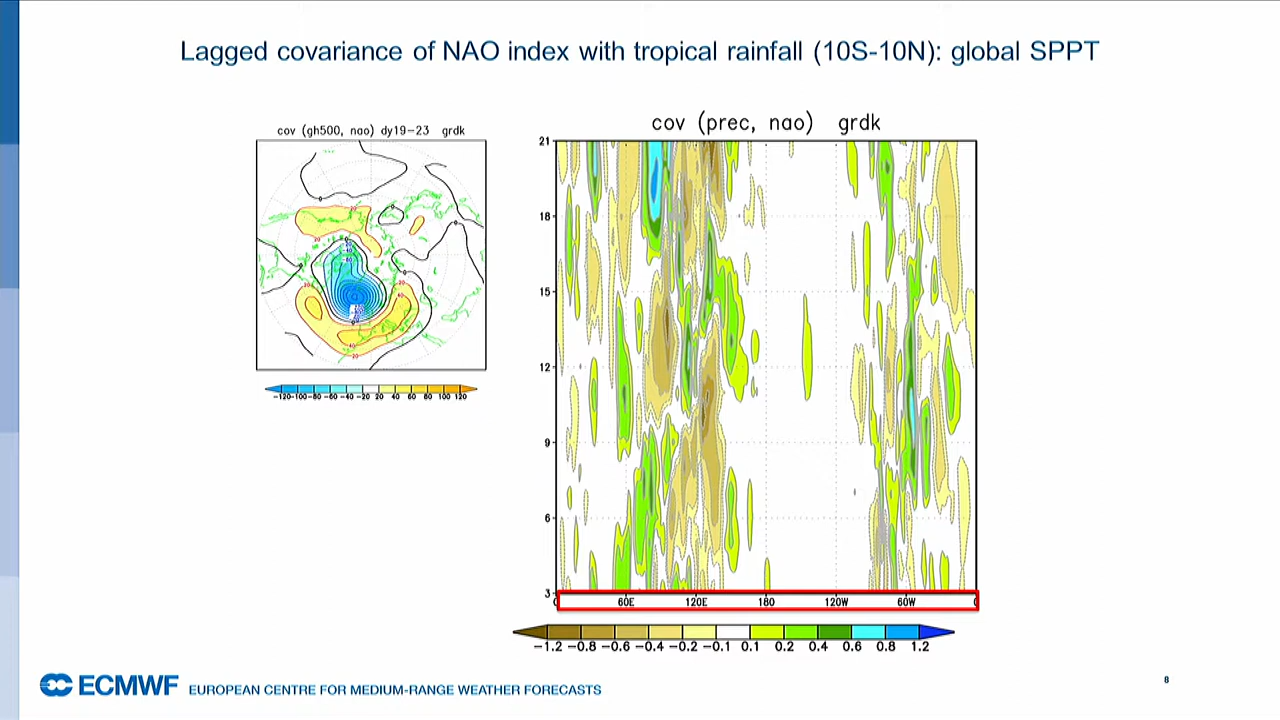 Lagged covariance of NAO index with tropical rainfall (10S-10N): global SPPT
cov (gh500, nao) dy19-23 grdk
-120-100-80 -60 -40 -20 20 40 60 80 100 120
cov (prec, nao) grdk
21
18
15
12
9
6
3
0 60E 120E 180 120W 60W 0
-1.2 -0.8 -0.6 -0.4 -0.2 -0.1 0.1 0.2 0.4 0.6 0.8 1.2
ECMWF EUROPEAN CENTRE FOR MEDIUM-RANGE WEATHER FORECASTS
8